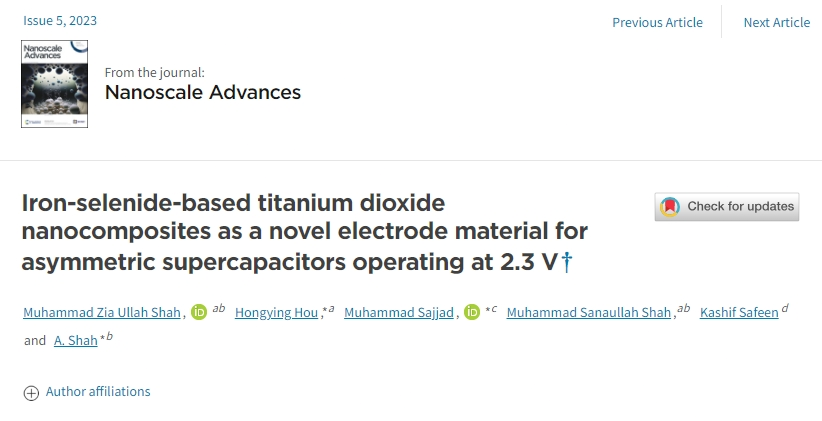 Issue 5, 2023
Previous Article
Next Article
Nanoscale
Advances
From the journal:
Nanoscale Advances
Iron-selenide-based titanium dioxide
nanocomposites as a novel electrode material for
asymmetric supercapacitors operating at 2.3 V†
Check for updates
Muhammad Zia Ullah Shah, iD ab Hongying Hou,*a Muhammad Sajjad, iD *c Muhammad Sanaullah Shah,ab Kashif Safeen d
and A. Shah*b
Author affiliations